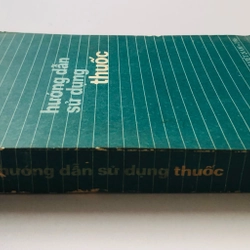 hướng dẫn
sử dụng
thuốc
hướng dẫn sử dụng thuốc